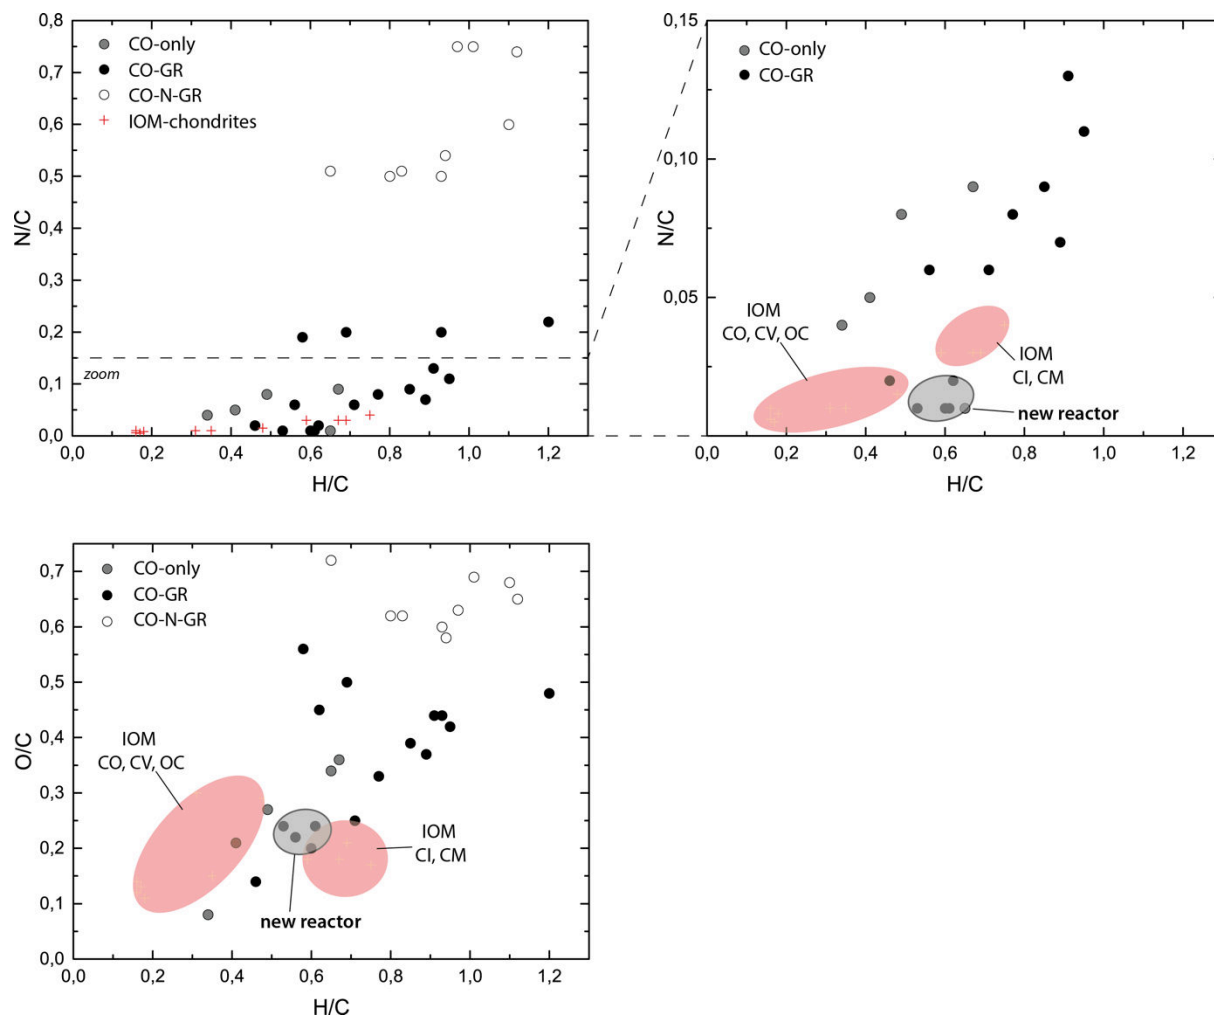 0,8
0,7
0,6
0,5
0,4
0,3
0,2
0,1
0,0
N/C
CO-only
CO-GR
CO-N-GR
IOM-chondrites
zoom
0,0 0,2 0,4 0,6 0,8 1,0 1,2
H/C
0,15
0,10
0,05
0,0
N/C
CO-only
CO-GR
IOM
CO, CV, OC
IOM
CI, CM
new reactor
0,0 0,2 0,4 0,6 0,8 1,0 1,2
H/C
0,7
0,6
0,5
0,4
0,3
0,2
0,1
0,0
O/C
CO-only
CO-GR
CO-N-GR
IOM
CO, CV, OC
IOM
CI, CM
new reactor
0,0 0,2 0,4 0,6 0,8 1,0 1,2
H/C